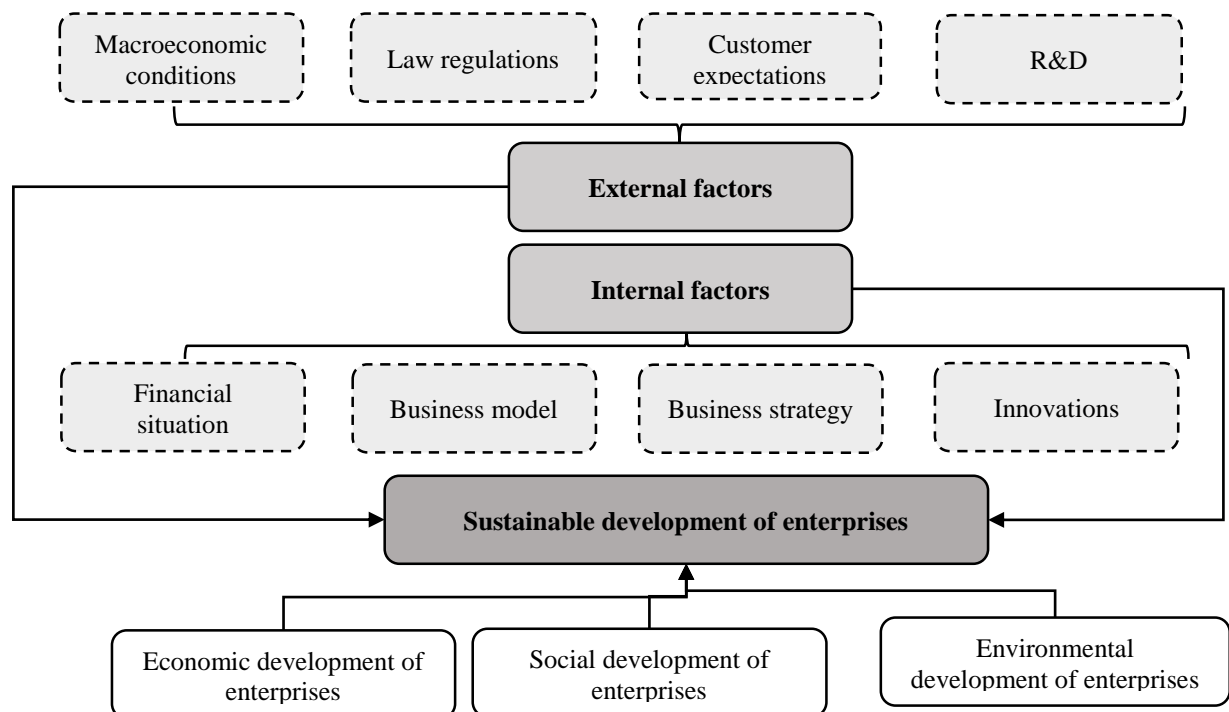 Macroeconomic
conditions
Law regulations
Customer
expectations
R&D
External factors
Internal factors
Financial
situation
Business model
Business strategy
Innovations
Sustainable development of enterprises
Economic development of
enterprises
Social development of
enterprises
Environmental
development of enterprises